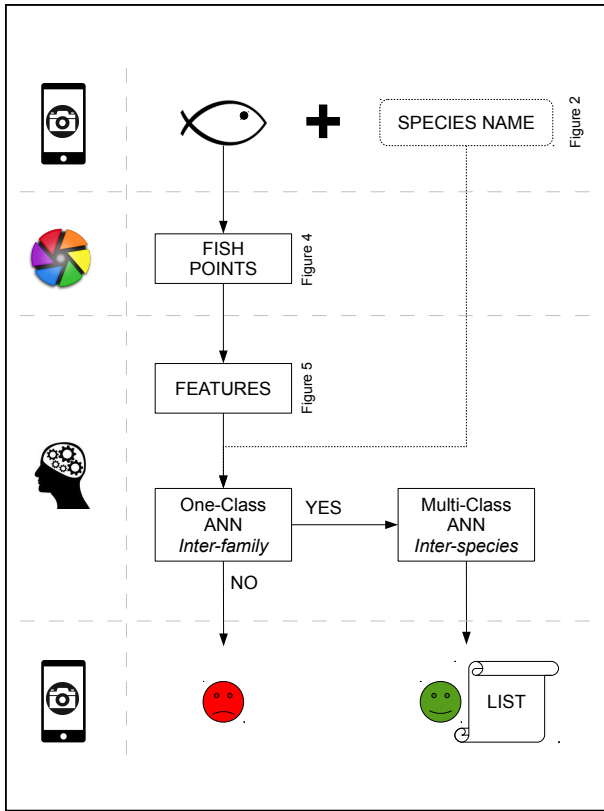 SPECIES NAME
Figure 2
FISH
POINTS
Figure 4
FEATURES
Figure 5
One-Class
ANN
Inter-family
YES
Multi-Class
ANN
Inter-species
NO
LIST